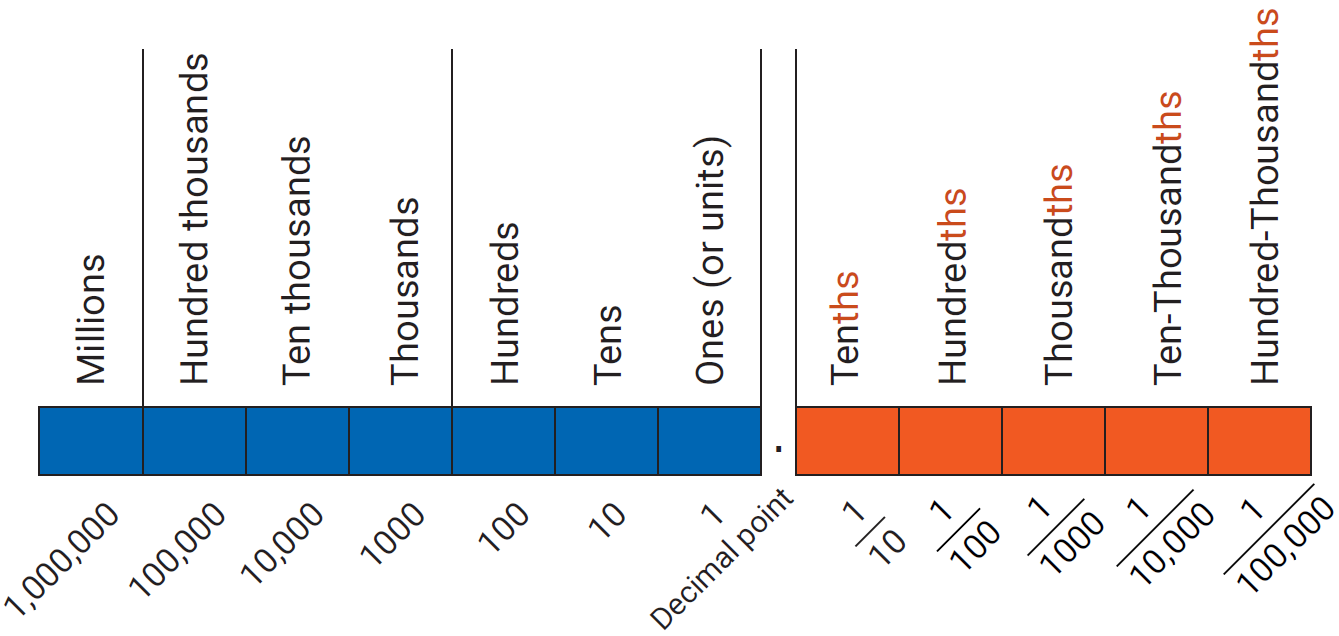 Millions
Hundred thousands
Ten thousands
Thousands
Hundreds
Tens
Ones (or units)
Tenths
Hundredths
Thousandths
Ten-Thousandths
Hundred-Thousandths
.
1,000,000
100,000
10,000
1000
100
10
1
Decimal point
1
10
1
100
1
1000
1
10,000
1
100,000